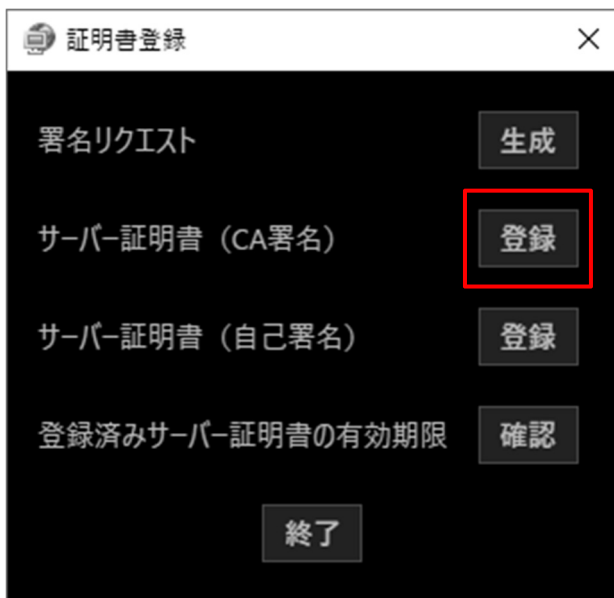 証明書登録
署名リクエスト 生成
サーバー証明書（CA署名） 登録
サーバー証明書（自己署名） 登録
登録済みサーバー証明書の有効期限 確認
終了